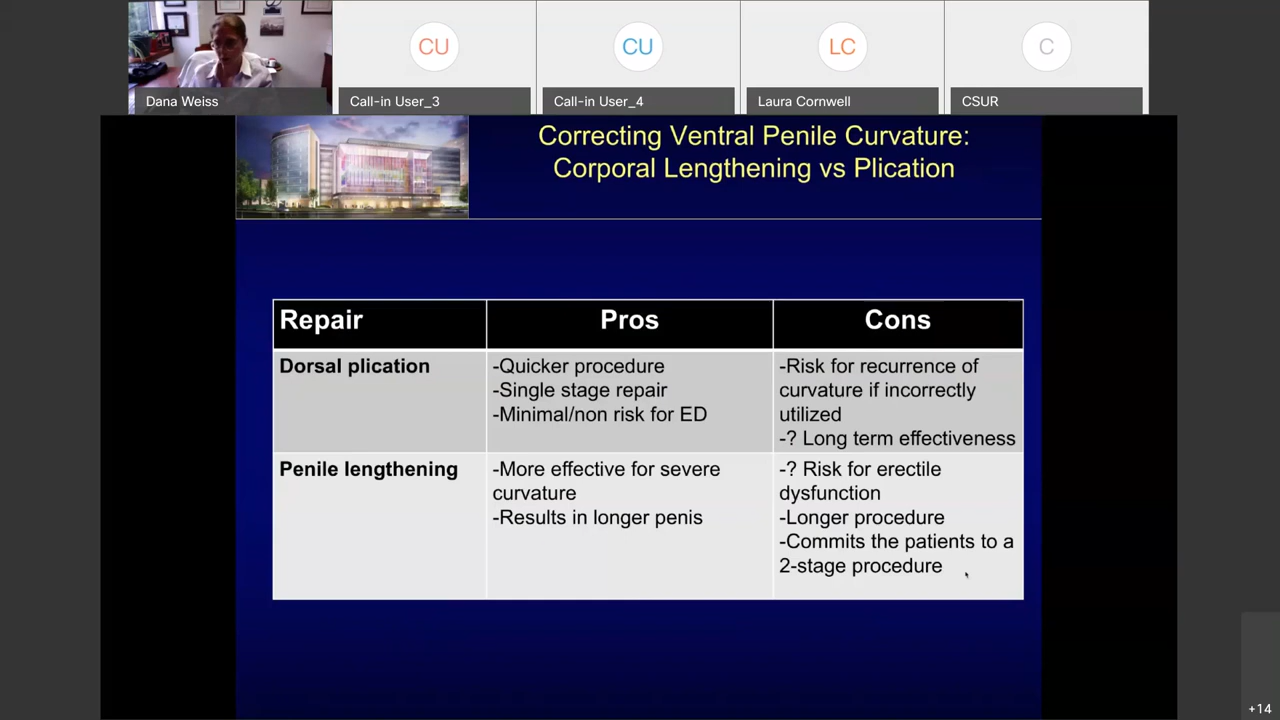 CU
CU
LC
C
Dana Weiss
Call-in User_3
Call-in User_4
Laura Cornwell
CSUR
Correcting Ventral Penile Curvature:
Corporal Lengthening vs Plication
Repair
Pros
Cons
Dorsal plication
-Quicker procedure
-Single stage repair
-Minimal/non risk for ED
-Risk for recurrence of
curvature if incorrectly
utilized
-? Long term effectiveness
Penile lengthening
-More effective for severe
curvature
-Results in longer penis
-? Risk for erectile
dysfunction
-Longer procedure
-Commits the patients to a
2-stage procedure
+14